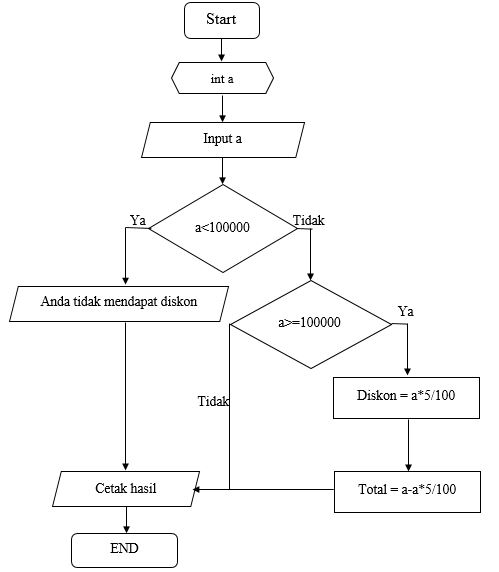 Start
int a
Input a
Ya
a<100000
Tidak
Anda tidak mendapat diskon
a>=100000
Ya
Diskon = a*5/100
Tidak
Cetak hasil
Total = a-a*5/100
END